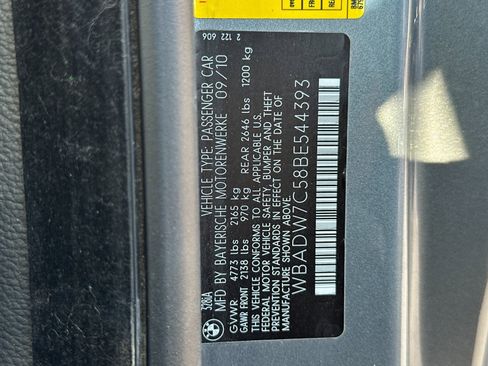 328iA
VEHICLE TYPE: PASSENGER CAR
MFD BY BAYERISCHE MOTORENWERKE 09/10
GVWR 4773 lbs 2165 kg
GAWR FRONT 2138 lbs 970 kg REAR 2646 lbs 1200 kg
THIS VEHICLE CONFORMS TO ALL APPLICABLE U.S.
FEDERAL MOTOR VEHICLE SAFETY, BUMPER AND THEFT
PREVENTION STANDARDS IN EFFECT ON THE DATE OF
MANUFACTURE SHOWN ABOVE.
WBADW7C58BE544393
2 122 606